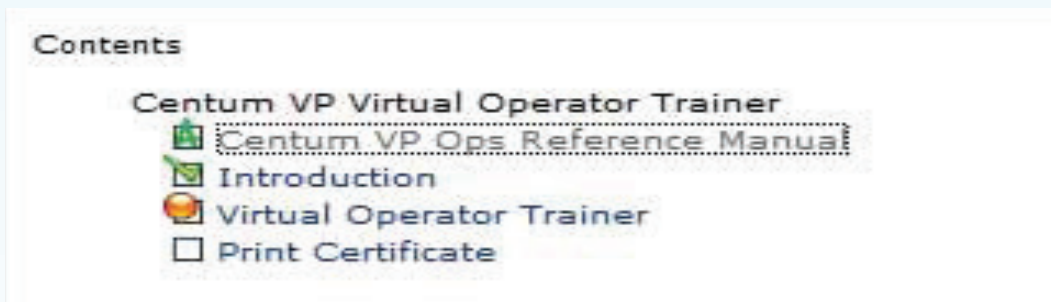 Contents
Centum VP Virtual Operator Trainer
Centum VP Ops Reference Manual
Introduction
Virtual Operator Trainer
Print Certificate